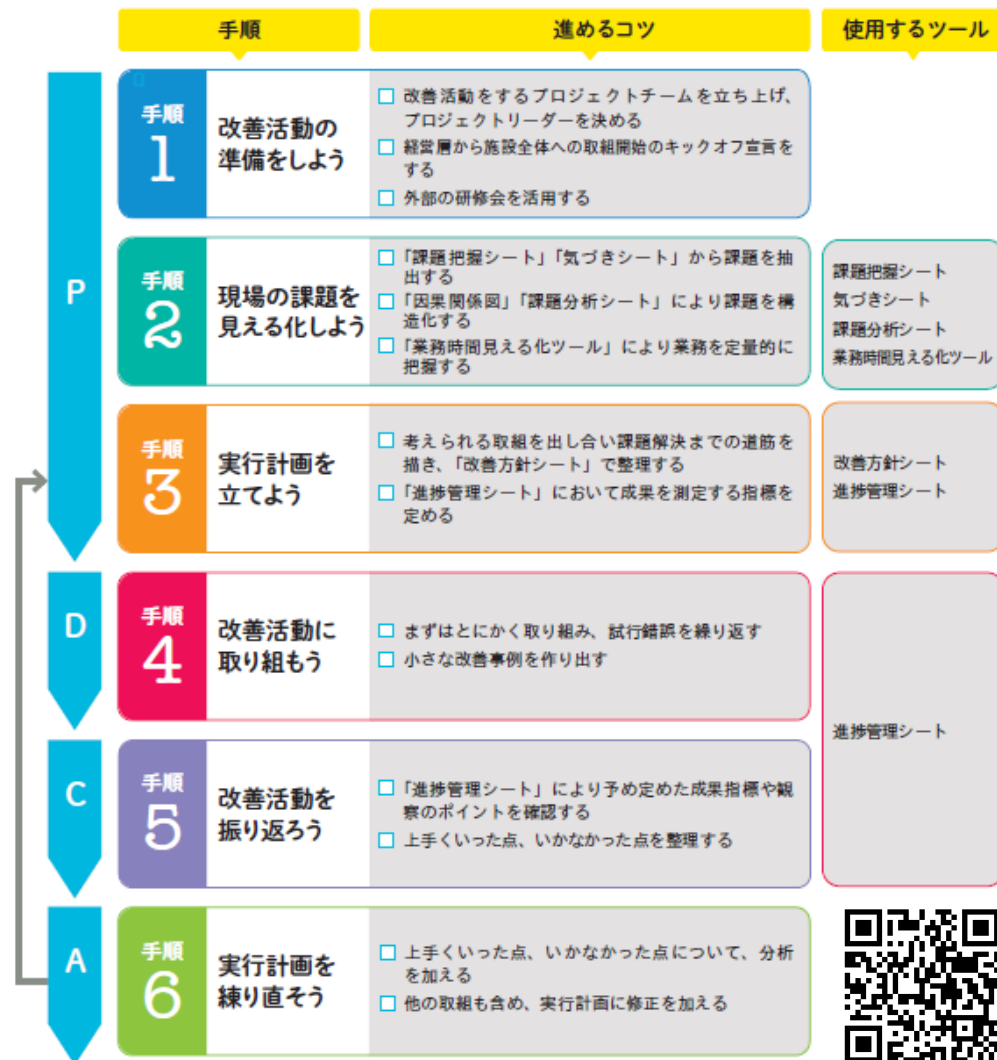 手順
進めるコツ
使用するツール
P
手順
1
改善活動の
準備をしよう
□ 改善活動をするプロジェクトチームを立ち上げ、
プロジェクトリーダーを決める
□ 経営層から施設全体への取組開始のキックオフ宣言を
する
□ 外部の研修会を活用する
手順
2
現場の課題を
見える化しよう
□ 「課題把握シート」「気づきシート」から課題を抽
出する
□ 「因果関係図」「課題分析シート」により課題を構
造化する
□ 「業務時間見える化ツール」により業務を定量的に
把握する
課題把握シート
気づきシート
課題分析シート
業務時間見える化ツール
手順
3
実行計画を
立てよう
□ 考えられる取組を出し合い課題解決までの道筋を
描き、「改善方針シート」で整理する
□ 「進捗管理シート」において成果を測定する指標を
定める
改善方針シート
進捗管理シート
D
手順
4
改善活動に
取り組もう
□ まずはとにかく取り組み、試行錯誤を繰り返す
□ 小さな改善事例を作り出す
進捗管理シート
C
手順
5
改善活動を
振り返ろう
□ 「進捗管理シート」により予め定めた成果指標や観
察のポイントを確認する
□ 上手くいった点、いかなかった点を整理する
A
手順
6
実行計画を
練り直そう
□ 上手くいった点、いかなかった点について、分析
を加える
□ 他の取組も含め、実行計画に修正を加える